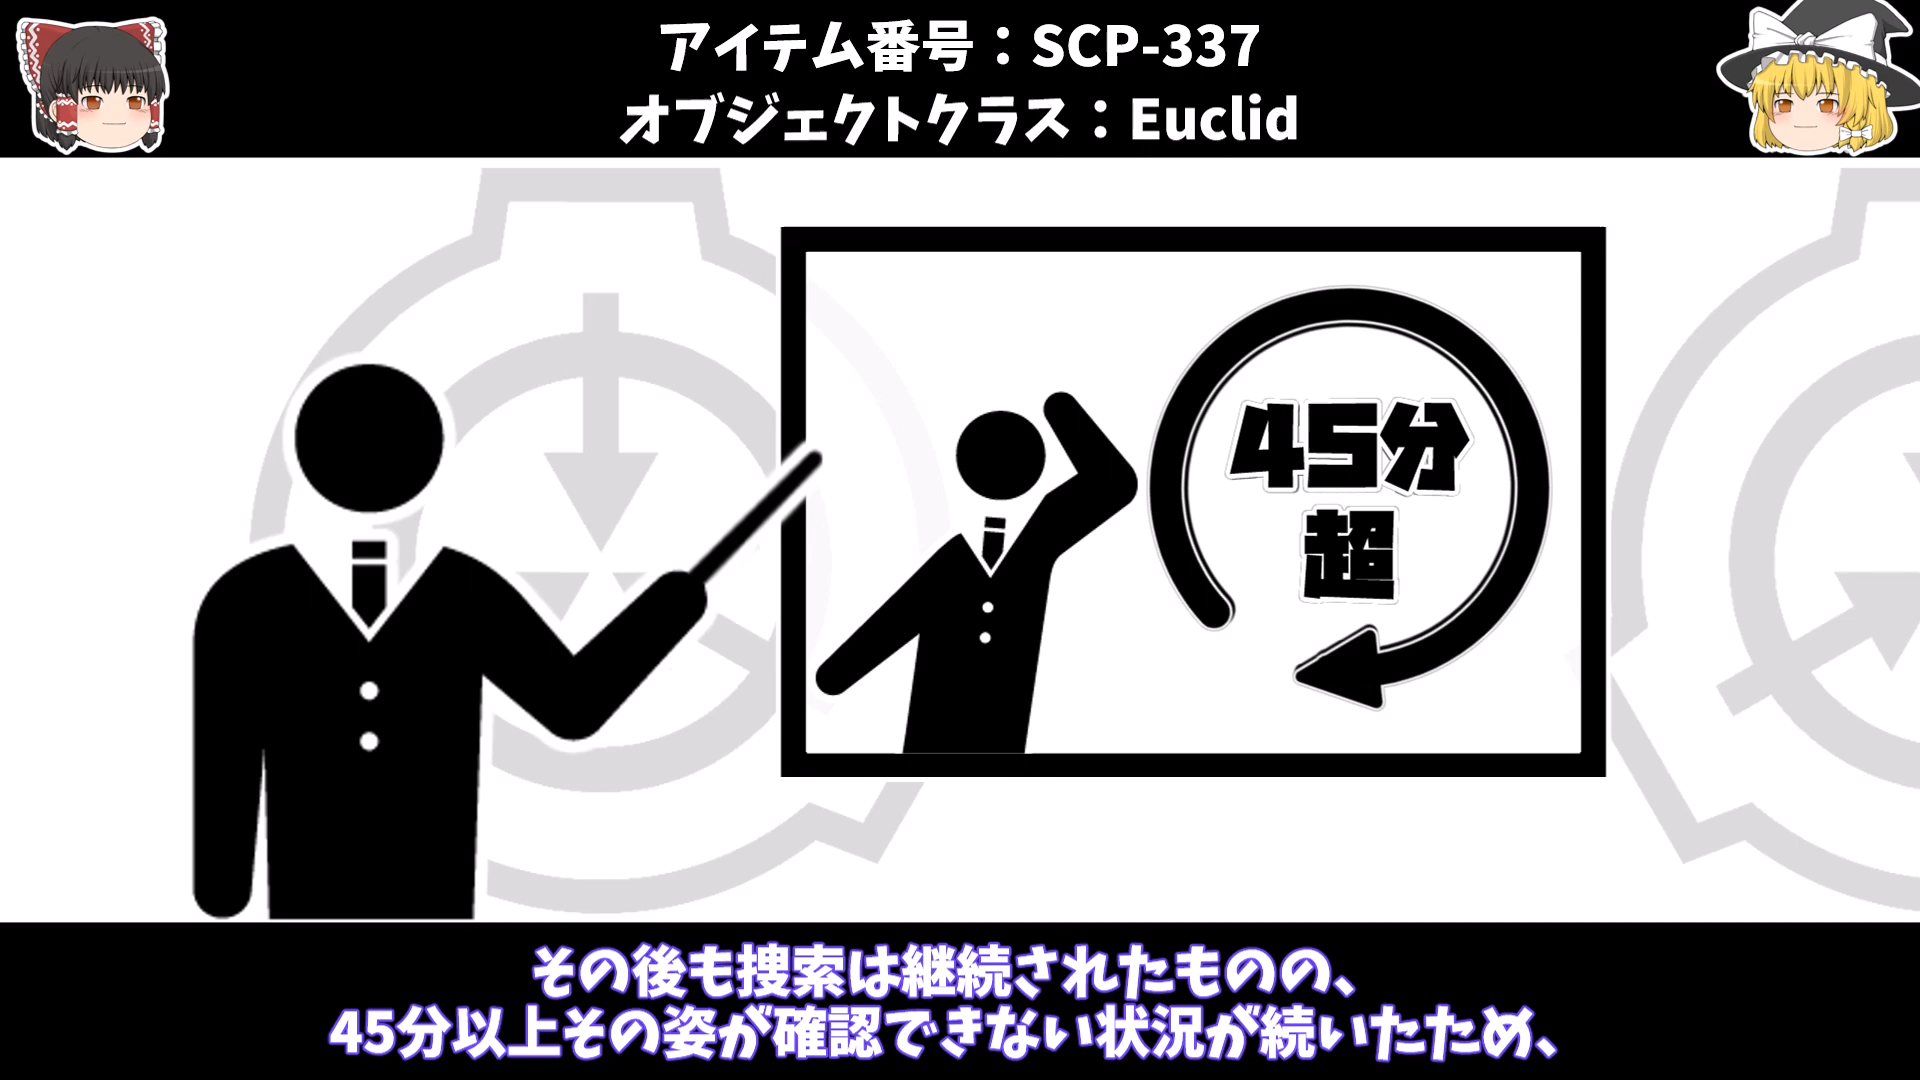 アイテム番号：SCP-337
オブジェクトクラス：Euclid
45分
超
その後も捜索は継続されたものの、
45分以上その姿が確認できない状況が続いたため、